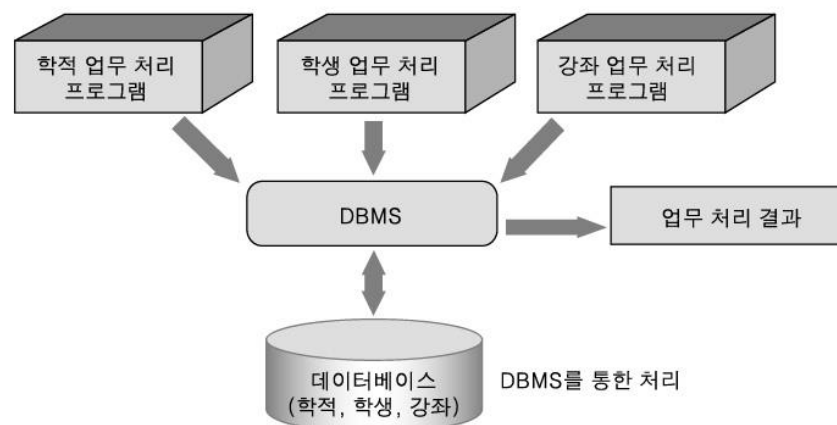 학적 업무 처리
프로그램
학생 업무 처리
프로그램
강좌 업무 처리
프로그램
DBMS
업무 처리 결과
데이터베이스
(학적, 학생, 강좌)
DBMS를 통한 처리